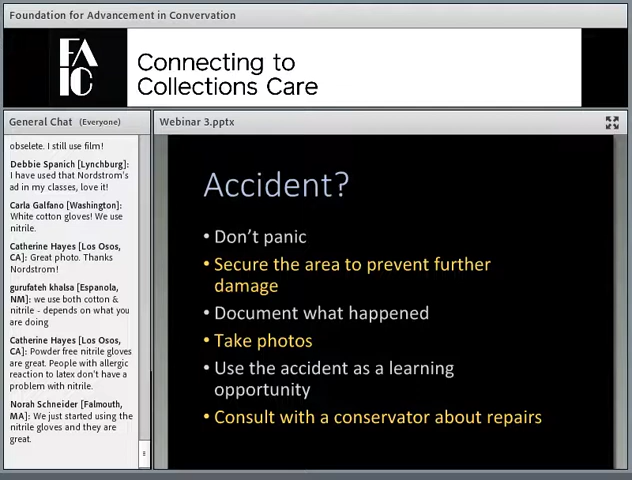 Foundation for Advancement in Convervation
FA
IC
Connecting to
Collections Care
General Chat (Everyone)
obselete. I still use film!
Debbie Spanich [Lynchburg]:
I have used that Nordstrom's
ad in my classes, love it!
Carla Galfano [Washington]:
White cotton gloves! We use
nitrile.
Catherine Hayes [Los Osos,
CA]: Great photo. Thanks
Nordstrom!
gurufateh khalsa [Espanola,
NM]: we use both cotton &
nitrile - depends on what you
are doing
Catherine Hayes [Los Osos,
CA]: Powder free nitrile gloves
are great. People with allergic
reaction to latex don't have a
problem with nitrile.
Norah Schneider [Falmouth,
MA]: We just started using the
nitrile gloves and they are
great.
Webinar 3.pptx
Accident?
• Don't panic
• Secure the area to prevent further
damage
• Document what happened
• Take photos
• Use the accident as a learning
opportunity
• Consult with a conservator about repairs